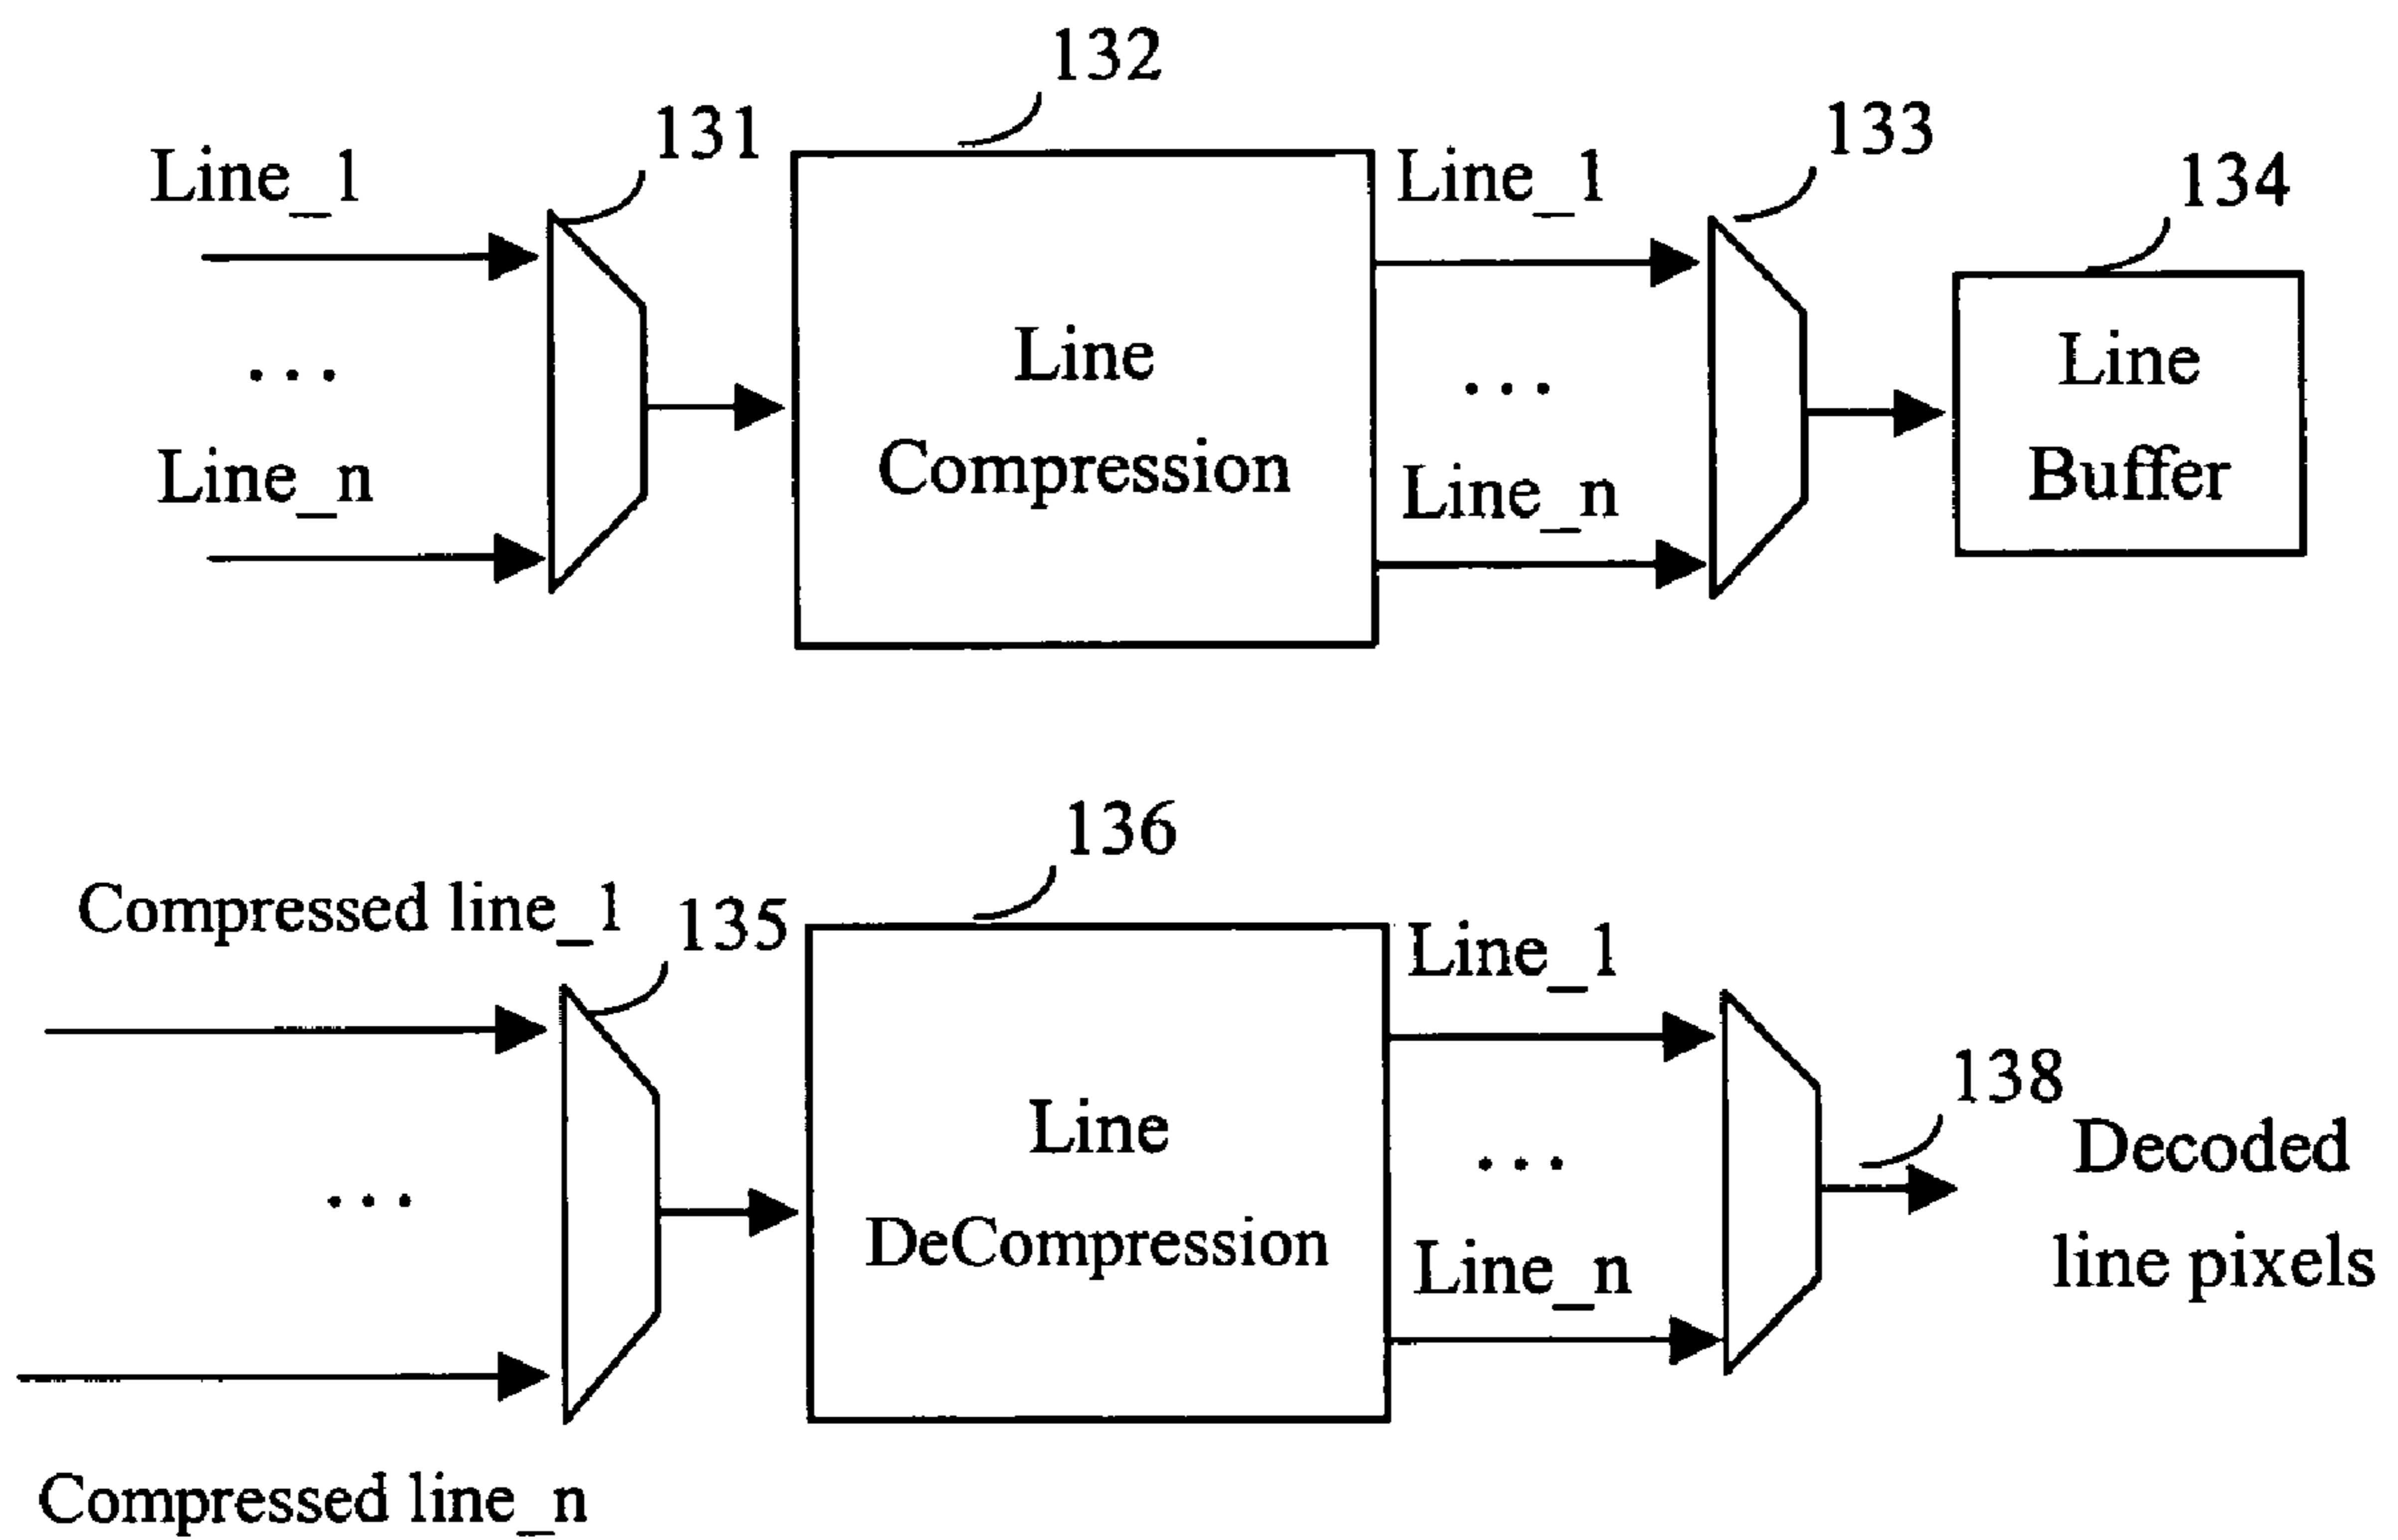 132
131
133
Line_1
Line_1
134
...
Line
Compression
...
Line
Buffer
Line_n
Line_n
136
Compressed line_1
135
Line_1
138
...
Line
DeCompression
...
Decoded
line pixels
Line_n
Compressed line_n